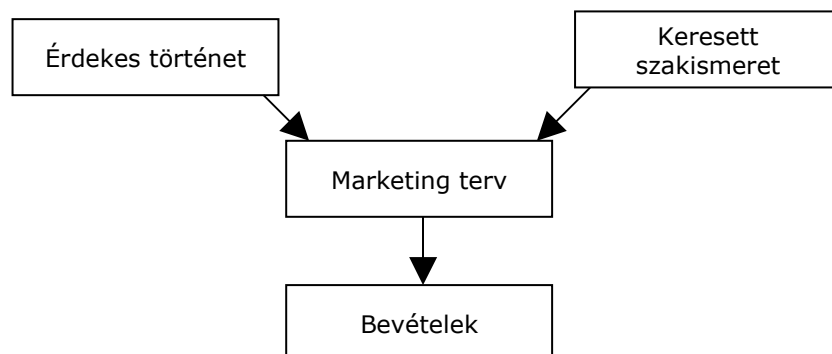 Érdekes történet
Keresett
szakismeret
Marketing terv
Bevételek